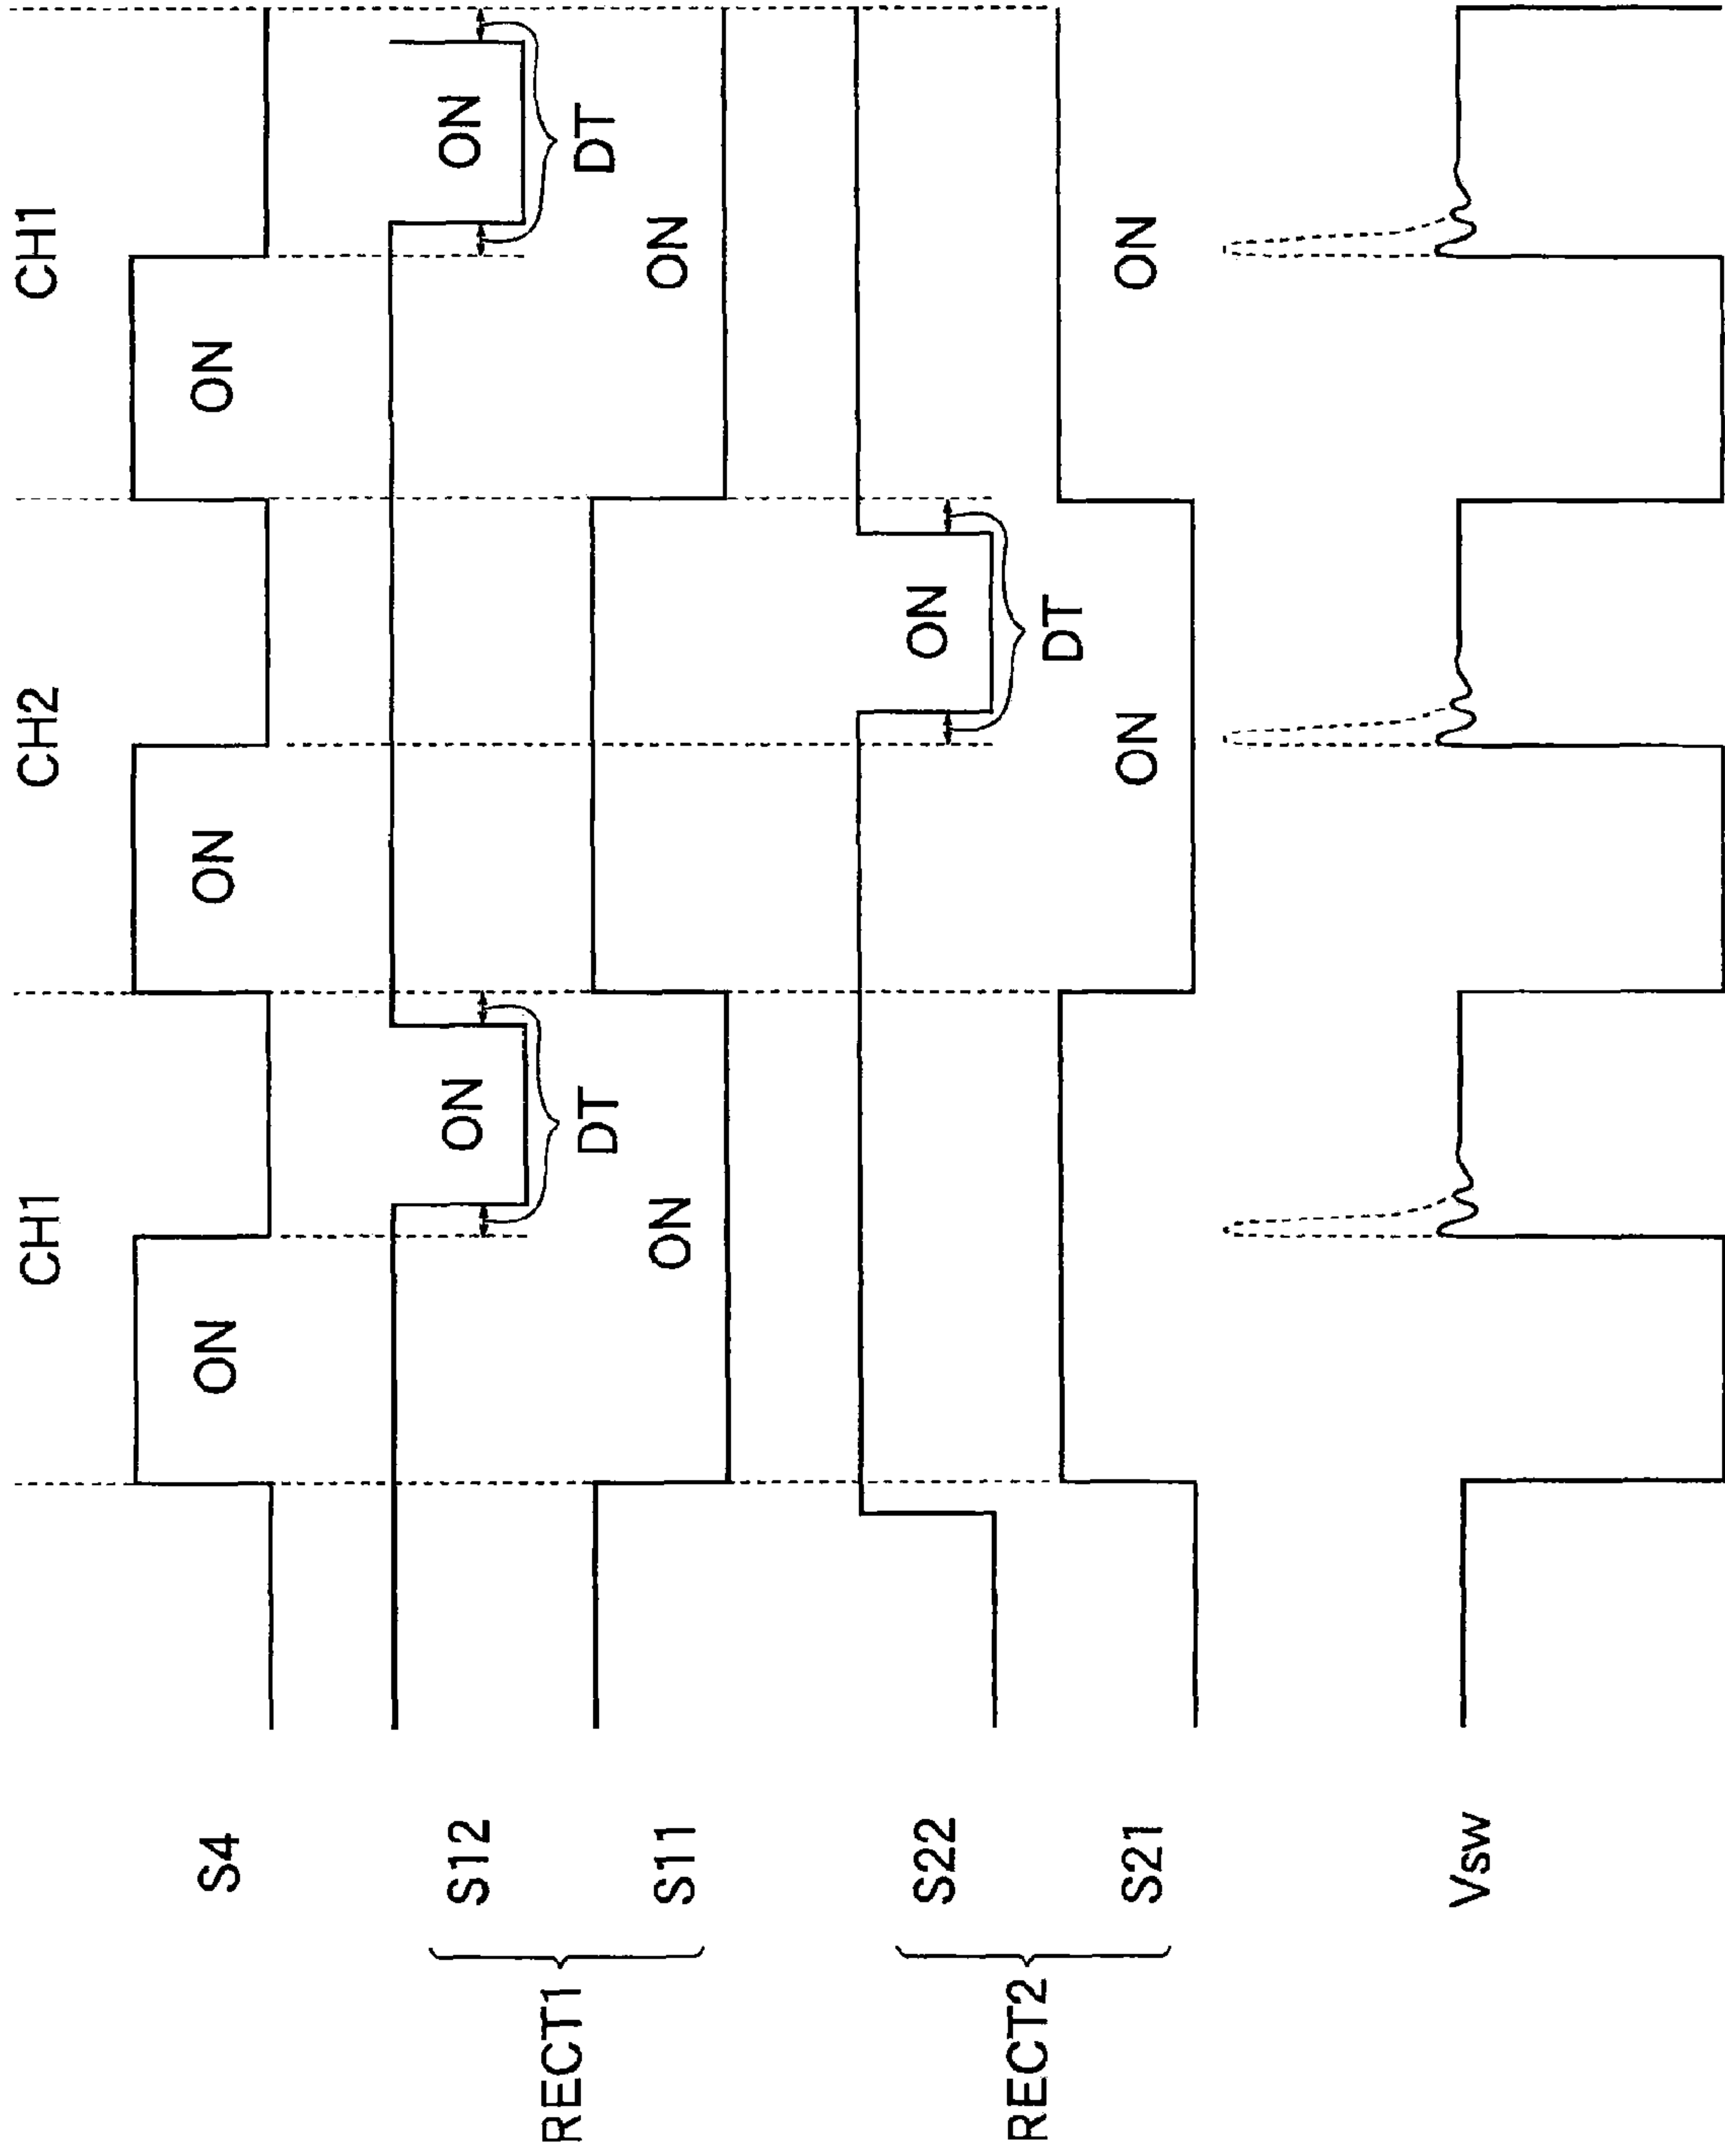 CH1 CH2 CH1
S4 ON ON ON
RECT1
S12 ON ON
DT DT
S11 ON ON
RECT2
S22 ON
DT
S21 ON ON
Vsw